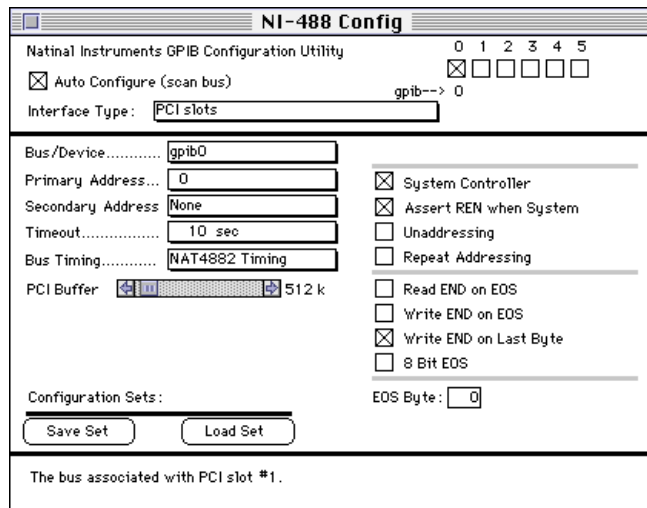 NI-488 Config
Natinal Instruments GPIB Configuration Utility
0 1 2 3 4 5
Auto Configure (scan bus)
gpib--> 0
Interface Type: PCI slots
Bus/Device........... gpib0
Primary Address... 0
System Controller
Secondary Address None
Assert REN when System
Timeout................ 10 sec
Unaddressing
Bus Timing........... NAT4882 Timing
Repeat Addressing
PCI Buffer 512 k
Read END on EOS
Write END on EOS
Write END on Last Byte
8 Bit EOS
Configuration Sets:
EOS Byte: 0
Save Set Load Set
The bus associated with PCI slot #1.